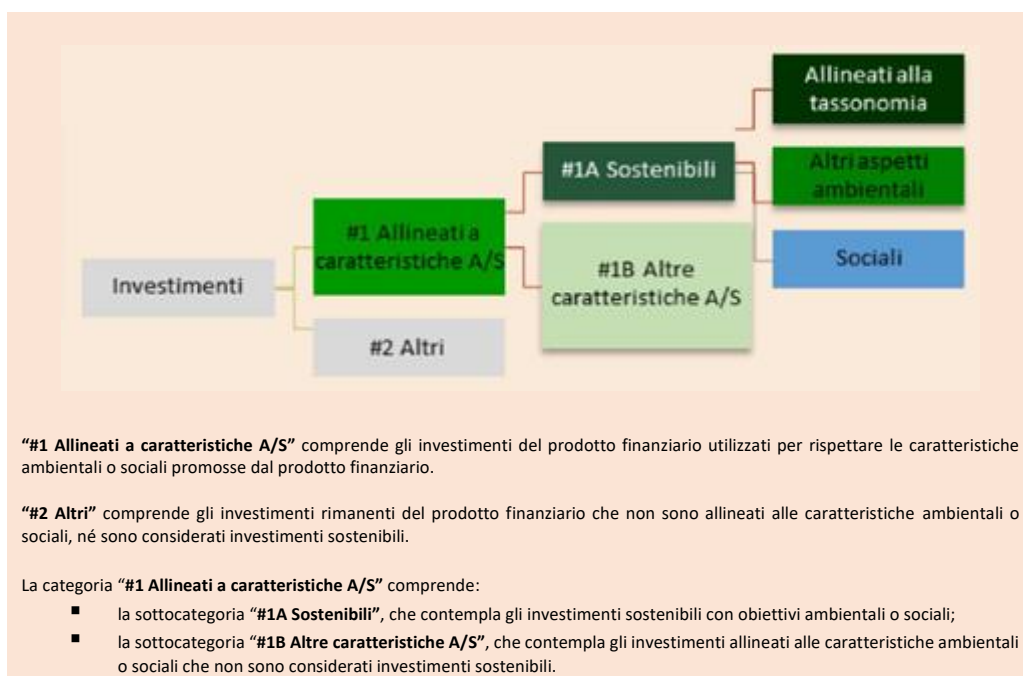 Allineati alla
tassonomia
#1A Sostenibili
Altri aspetti
ambientali
#1 Allineati a
caratteristiche A/S
Sociali
#1B Altre
caratteristiche A/S
Investimenti
#2 Altri
“#1 Allineati a caratteristiche A/S” comprende gli investimenti del prodotto finanziario utilizzati per rispettare le caratteristiche
ambientali o sociali promosse dal prodotto finanziario.
“#2 Altri” comprende gli investimenti rimanenti del prodotto finanziario che non sono allineati alle caratteristiche ambientali o
sociali, né sono considerati investimenti sostenibili.
La categoria “#1 Allineati a caratteristiche A/S” comprende:
▪ la sottocategoria “#1A Sostenibili”, che contempla gli investimenti sostenibili con obiettivi ambientali o sociali;
▪ la sottocategoria “#1B Altre caratteristiche A/S”, che contempla gli investimenti allineati alle caratteristiche ambientali
o sociali che non sono considerati investimenti sostenibili.